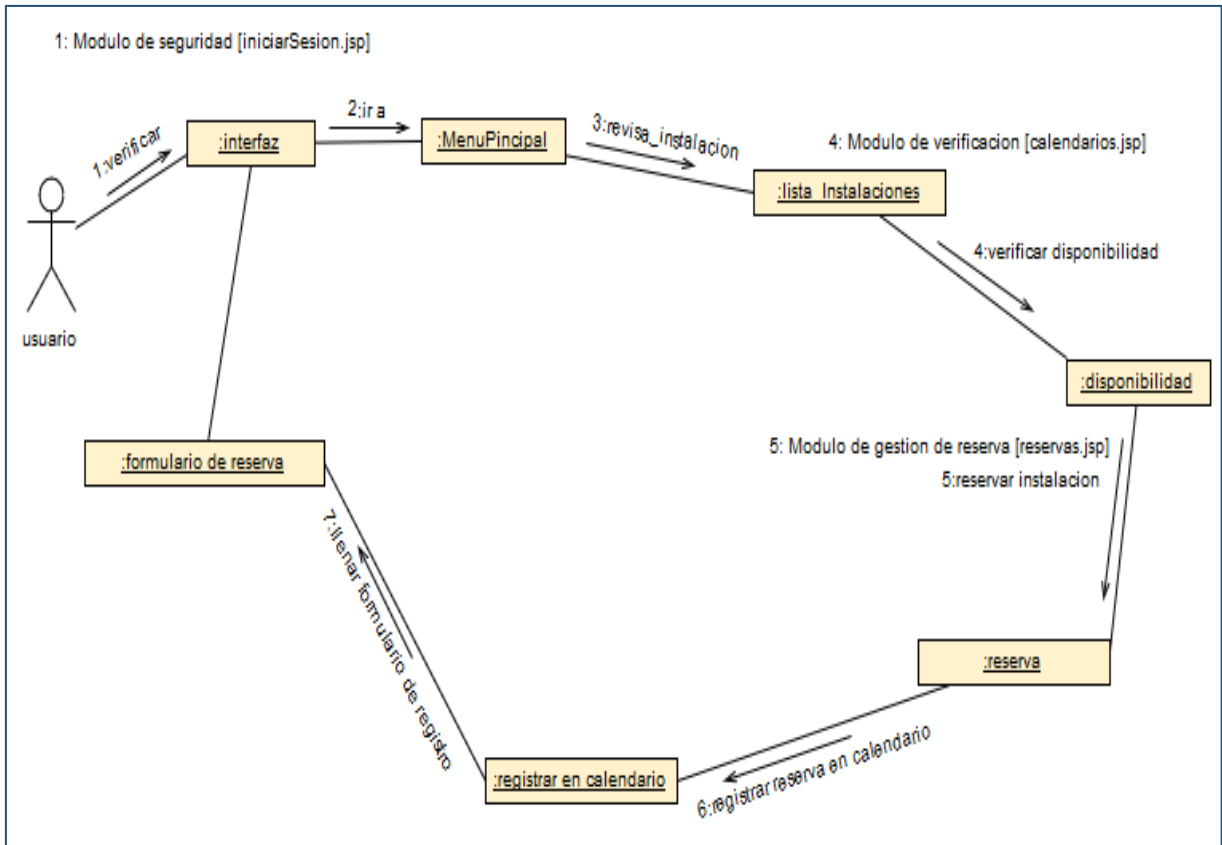 1: Modulo de seguridad [iniciarSesion.jsp]
2:ir a
1:verificar
:interfaz
:MenuPincipal
3:revisa_instalacion
4: Modulo de verificacion [calendarios.jsp]
:lista_Instalaciones
4:verificar disponibilidad
usuario
:disponibilidad
5: Modulo de gestion de reserva [reservas.jsp]
5:reservar instalacion
:formulario de reserva
7:llenar formulario de registro
:reserva
:registrar en calendario
6:registrar reserva en calendario